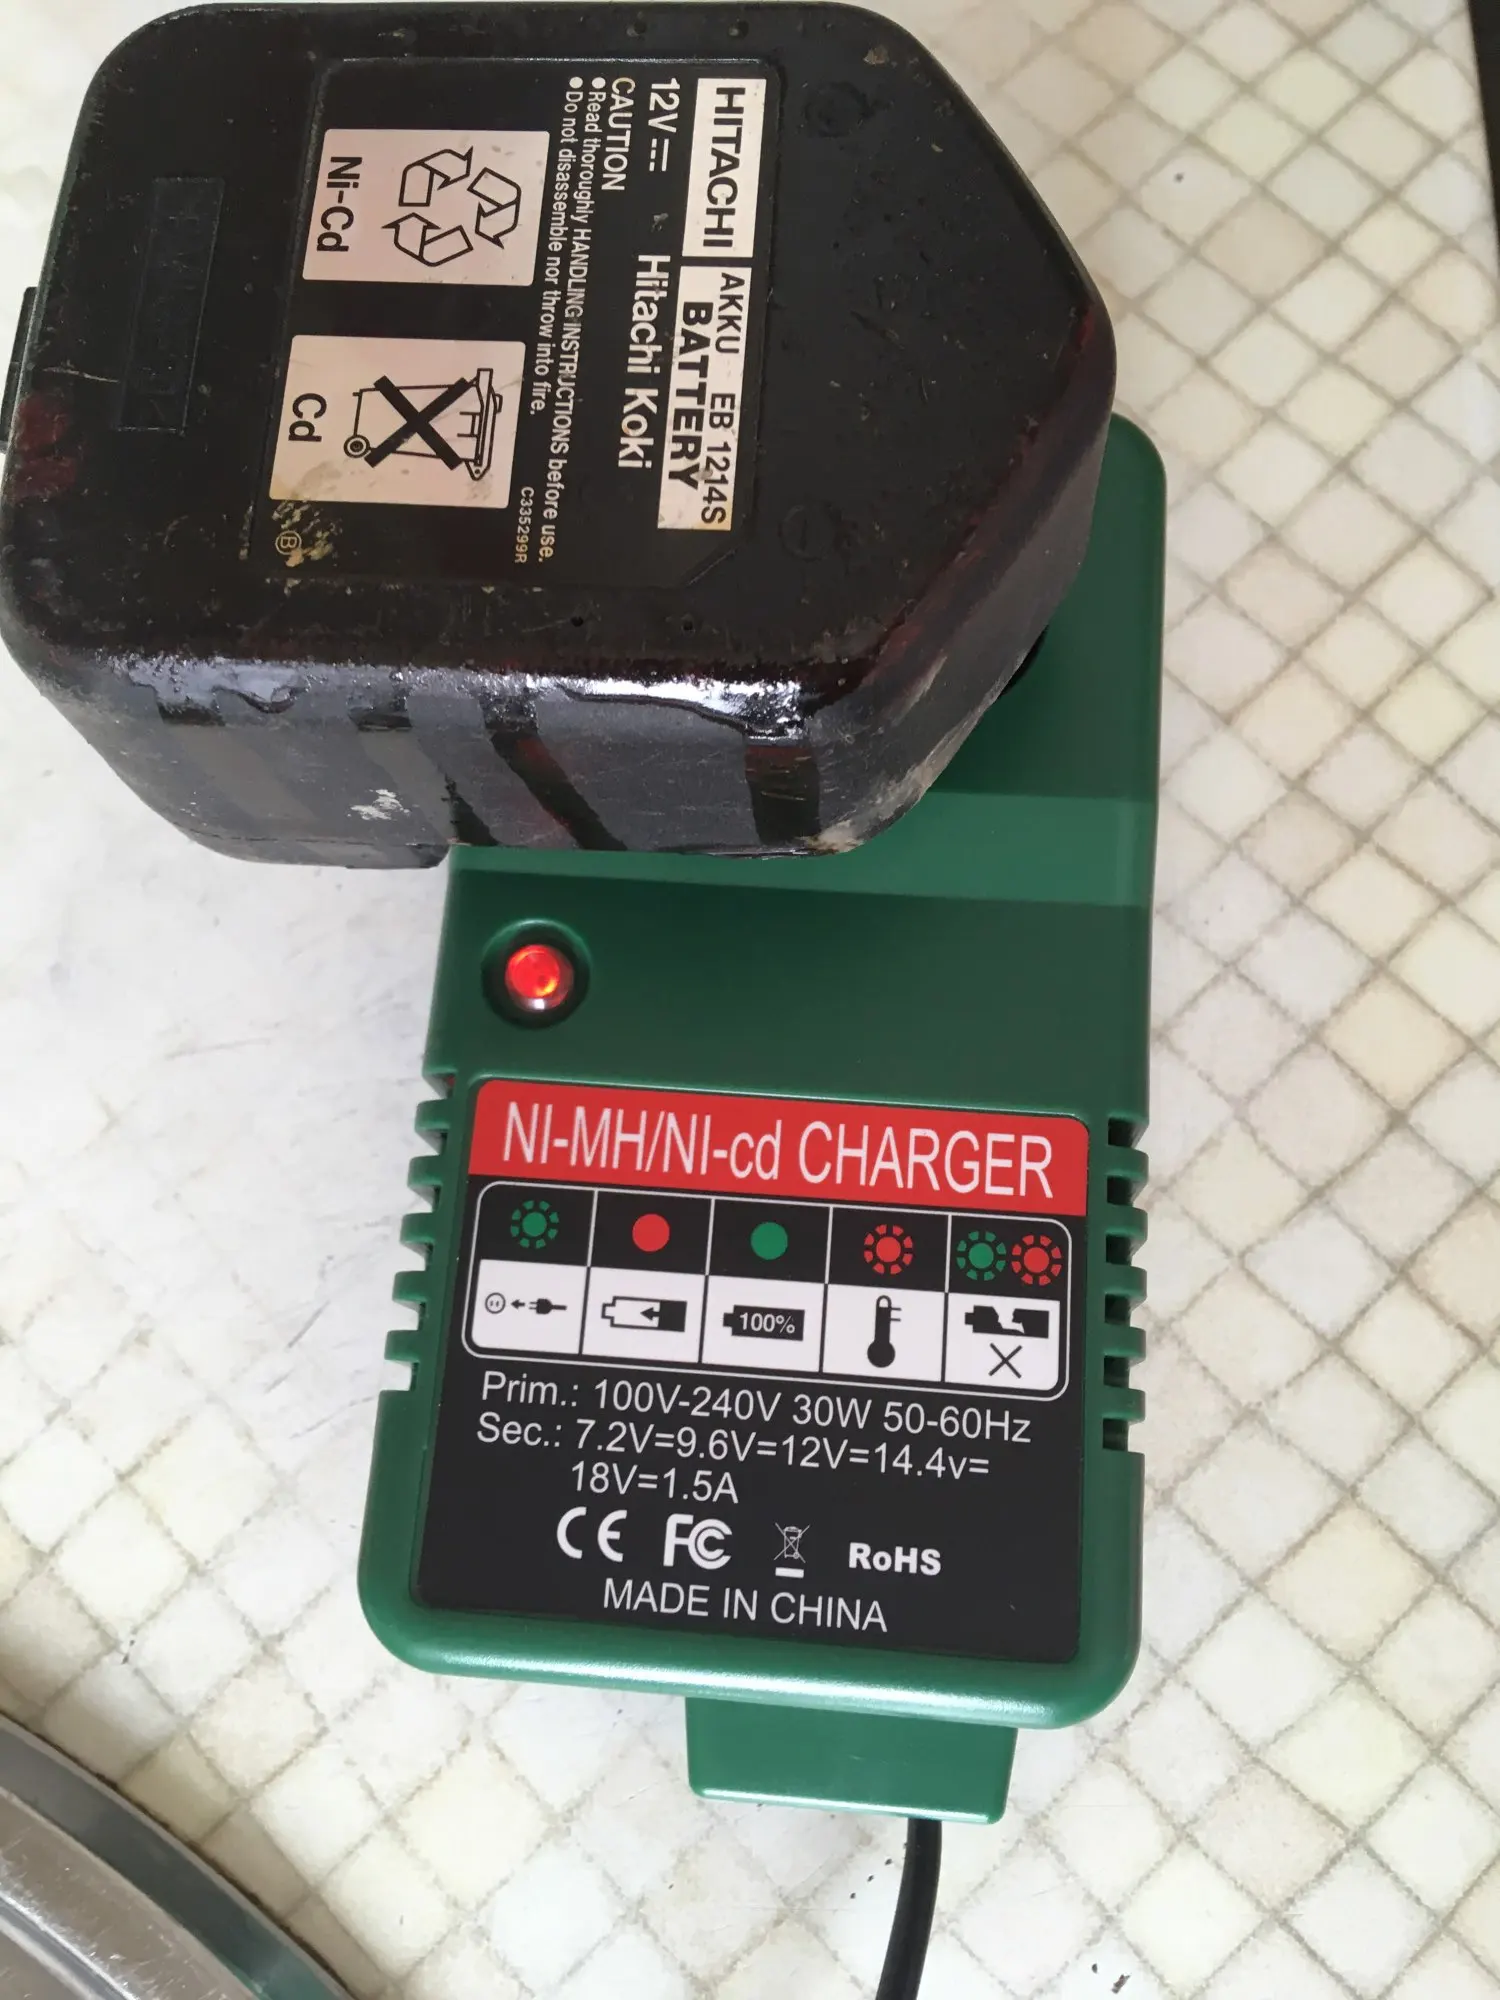 HITACHI
AKKU EB 1214S
BATTERY
12V
Hitachi Koki
CAUTION
● Read thoroughly HANDLING INSTRUCTIONS before use.
● Do not disassemble nor throw into fire.
C335299R
Ni-Cd
Cd
B
NI-MH/NI-cd CHARGER
100%
Prim.: 100V-240V 30W 50-60Hz
Sec.: 7.2V=9.6V=12V=14.4v=
18V=1.5A
CE FC RoHS
MADE IN CHINA